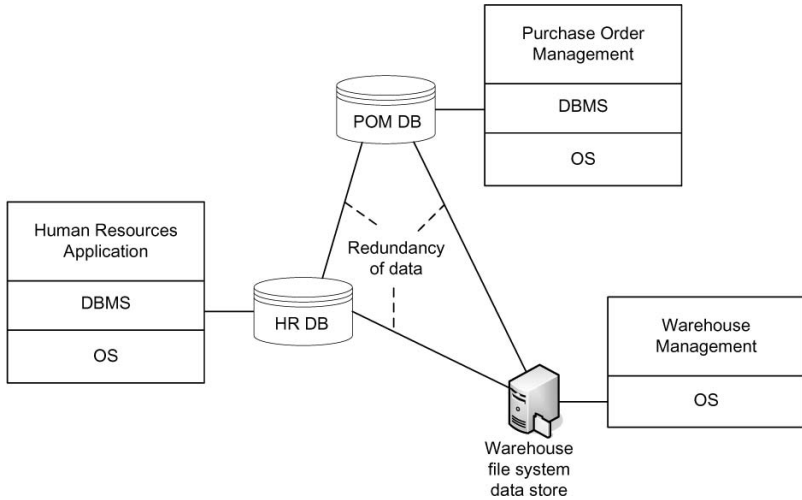 Purchase Order
Management
DBMS
OS
POM DB
Human Resources
Application
DBMS
OS
Redundancy
of data
HR DB
Warehouse
Management
OS
Warehouse
file system
data store